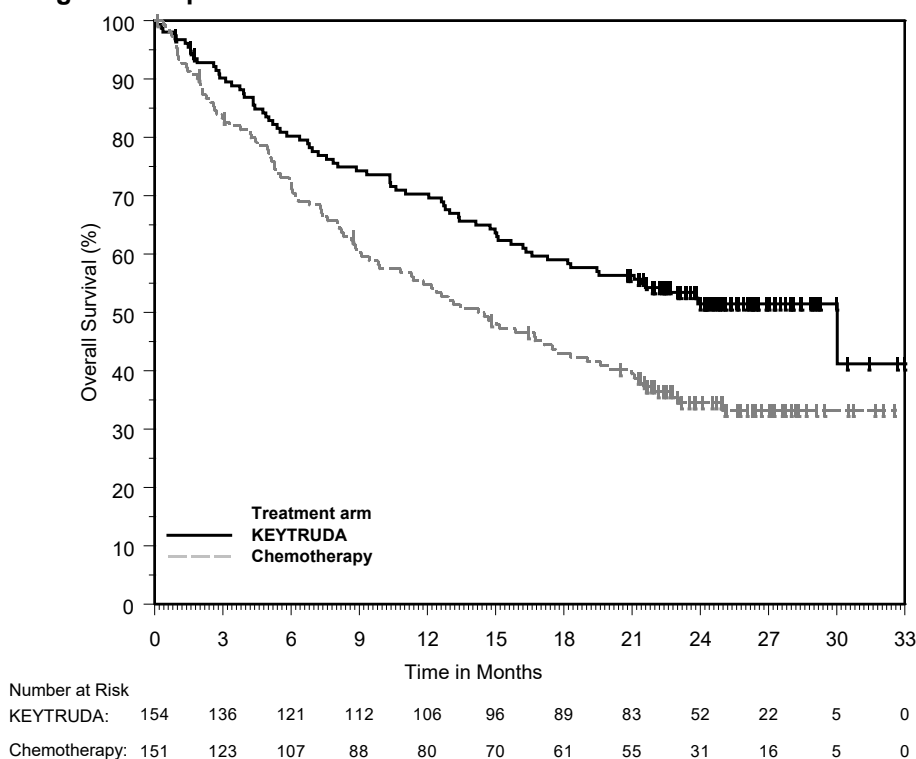 100
90
80
70
60
50
40
30
20
10
0
Overall Survival (%)
Treatment arm
KEYTRUDA
Chemotherapy
0 3 6 9 12 15 18 21 24 27 30 33
Time in Months
Number at Risk
KEYTRUDA: 154 136 121 112 106 96 89 83 52 22 5 0
Chemotherapy: 151 123 107 88 80 70 61 55 31 16 5 0